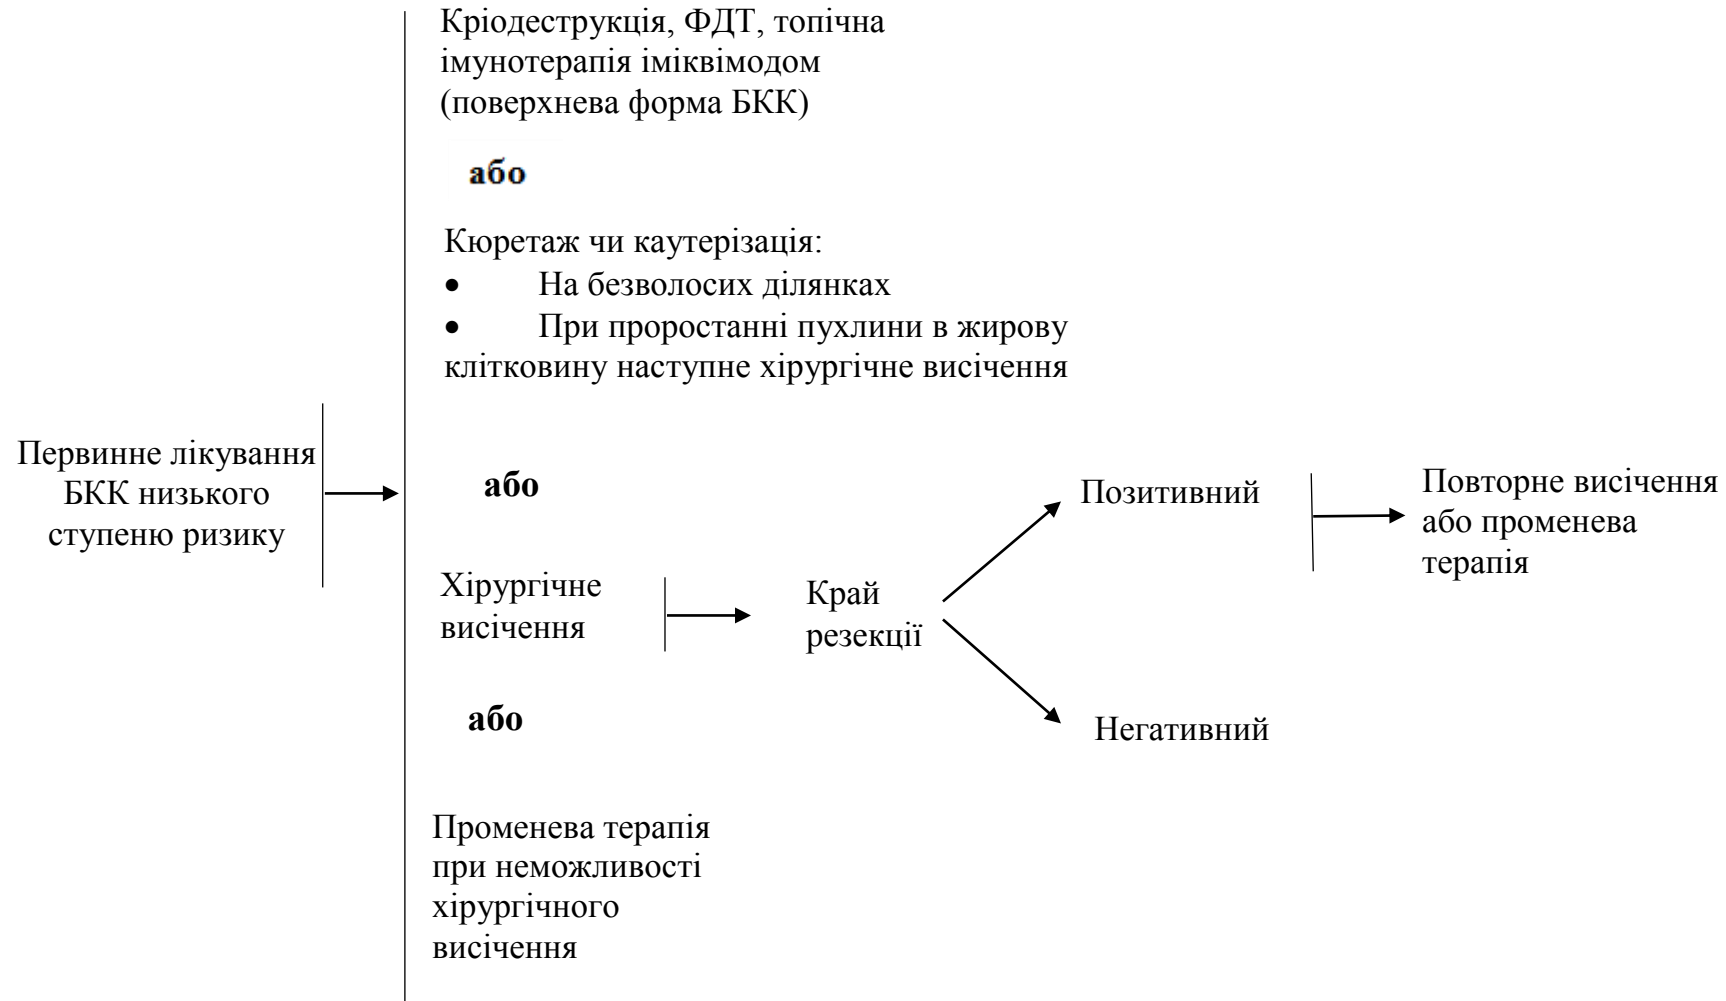 Кріодеструкція, ФДТ, топічна
імунотерапія іміквімодом
(поверхнева форма БКК)
або
Кюретаж чи каутерізація:
• На безволосих ділянках
• При проростанні пухлини в жирову
клітковину наступне хірургічне висічення
Первинне лікування
БКК низького
ступеню ризику
або
Хірургічне
висічення
Край
резекції
Позитивний
Повторне висічення
або променева
терапія
Негативний
або
Променева терапія
при неможливості
хірургічного
висічення